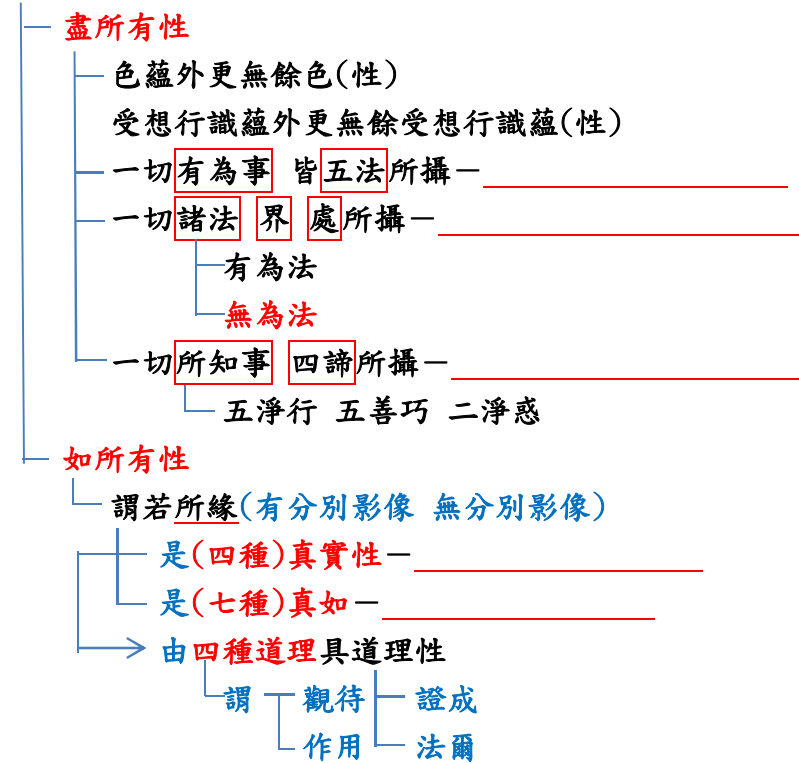 盡所有性
色蘊外更無餘色(性)
受想行識蘊外更無餘受想行識蘊(性)
一切有為事 皆五法所攝－
一切諸法 界 處所攝－
有為法
無為法
一切所知事 四諦所攝－
五淨行 五善巧 二淨惑
如所有性
謂若所緣(有分別影像 無分別影像)
是(四種)真實性－
是(七種)真如－
由四種道理具道理性
謂 觀待 證成
作用 法爾